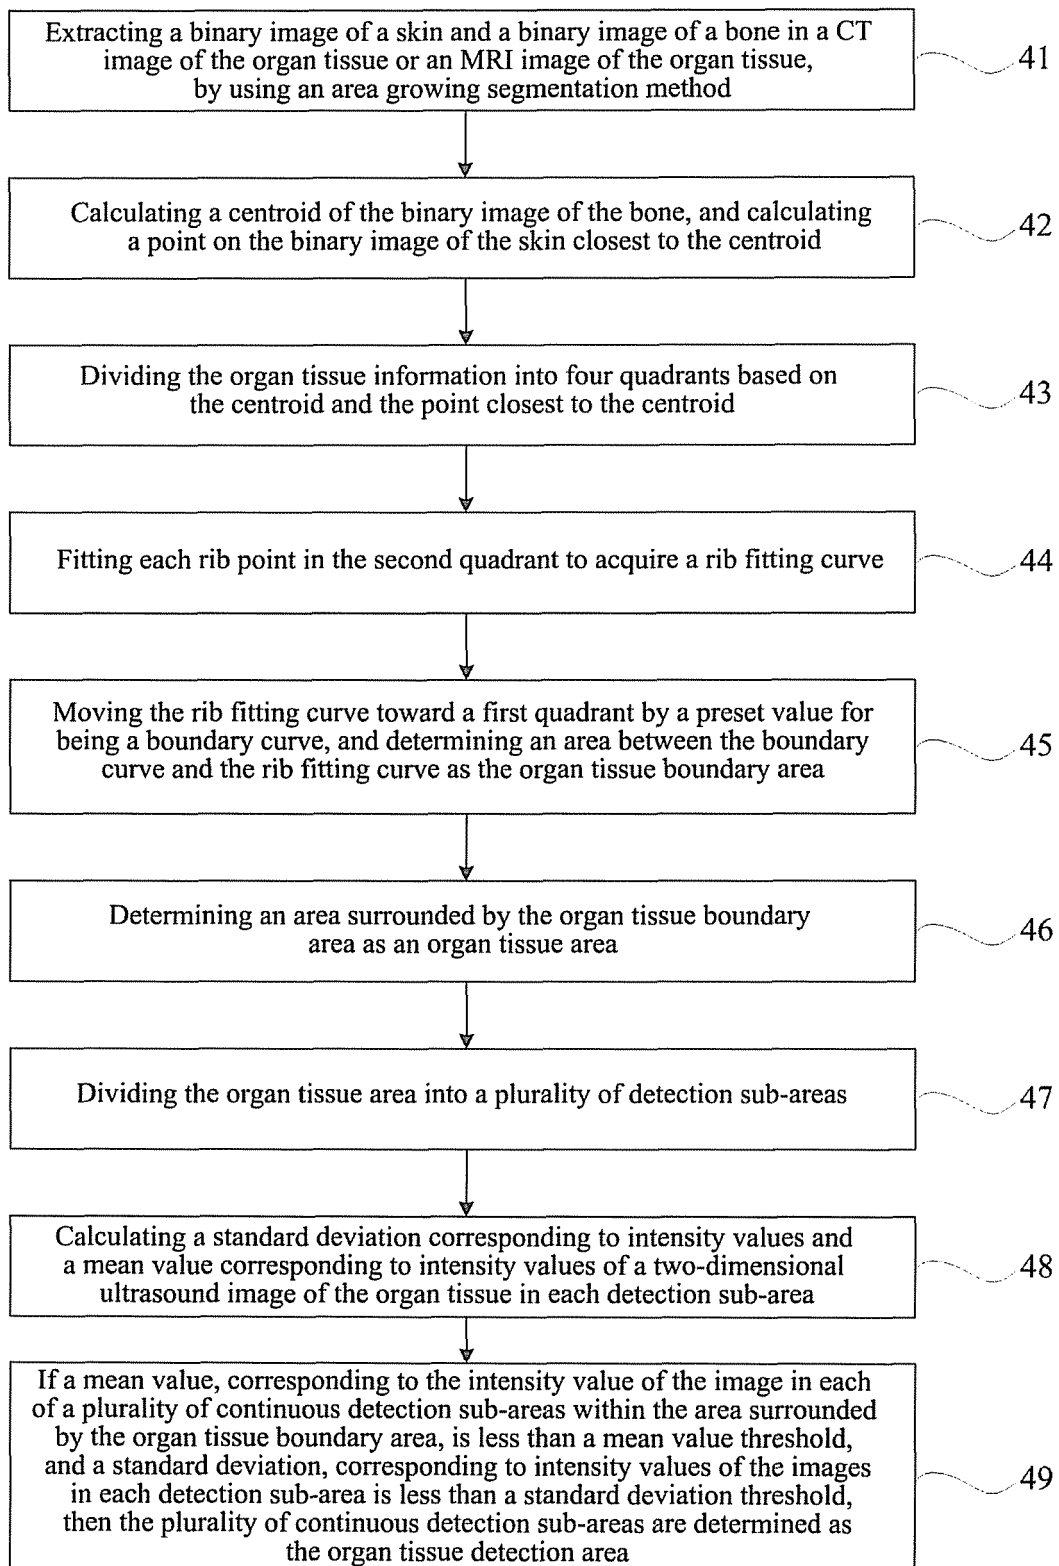 Extracting a binary image of a skin and a binary image of a bone in a CT
image of the organ tissue or an MRI image of the organ tissue,
by using an area growing segmentation method
41
Calculating a centroid of the binary image of the bone, and calculating
a point on the binary image of the skin closest to the centroid
42
Dividing the organ tissue information into four quadrants based on
the centroid and the point closest to the centroid
43
Fitting each rib point in the second quadrant to acquire a rib fitting curve
44
Moving the rib fitting curve toward a first quadrant by a preset value for
being a boundary curve, and determining an area between the boundary
curve and the rib fitting curve as the organ tissue boundary area
45
Determining an area surrounded by the organ tissue boundary
area as an organ tissue area
46
Dividing the organ tissue area into a plurality of detection sub-areas
47
Calculating a standard deviation corresponding to intensity values and
a mean value corresponding to intensity values of a two-dimensional
ultrasound image of the organ tissue in each detection sub-area
48
If a mean value, corresponding to the intensity value of the image in each
of a plurality of continuous detection sub-areas within the area surrounded
by the organ tissue boundary area, is less than a mean value threshold,
and a standard deviation, corresponding to intensity values of the images
in each detection sub-area is less than a standard deviation threshold,
then the plurality of continuous detection sub-areas are determined as
the organ tissue detection area
49